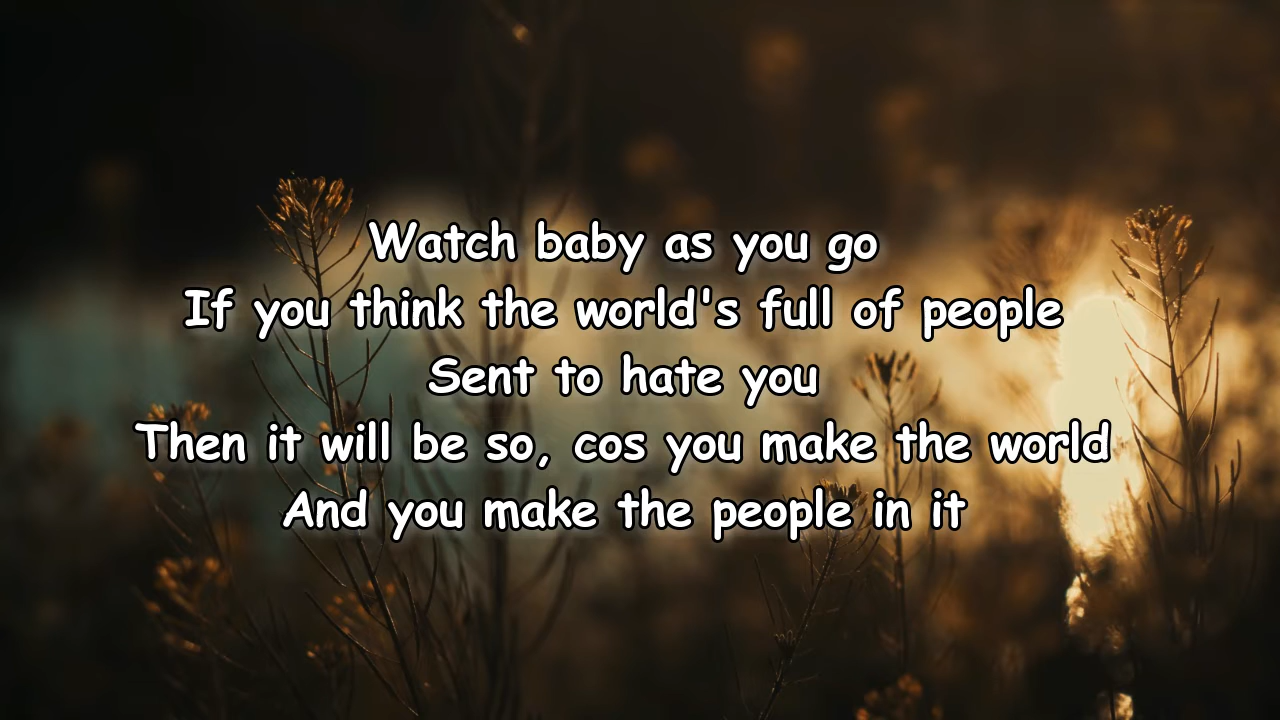 Watch baby as you go
If you think the world's full of people
Sent to hate you
Then it will be so, cos you make the world
And you make the people in it